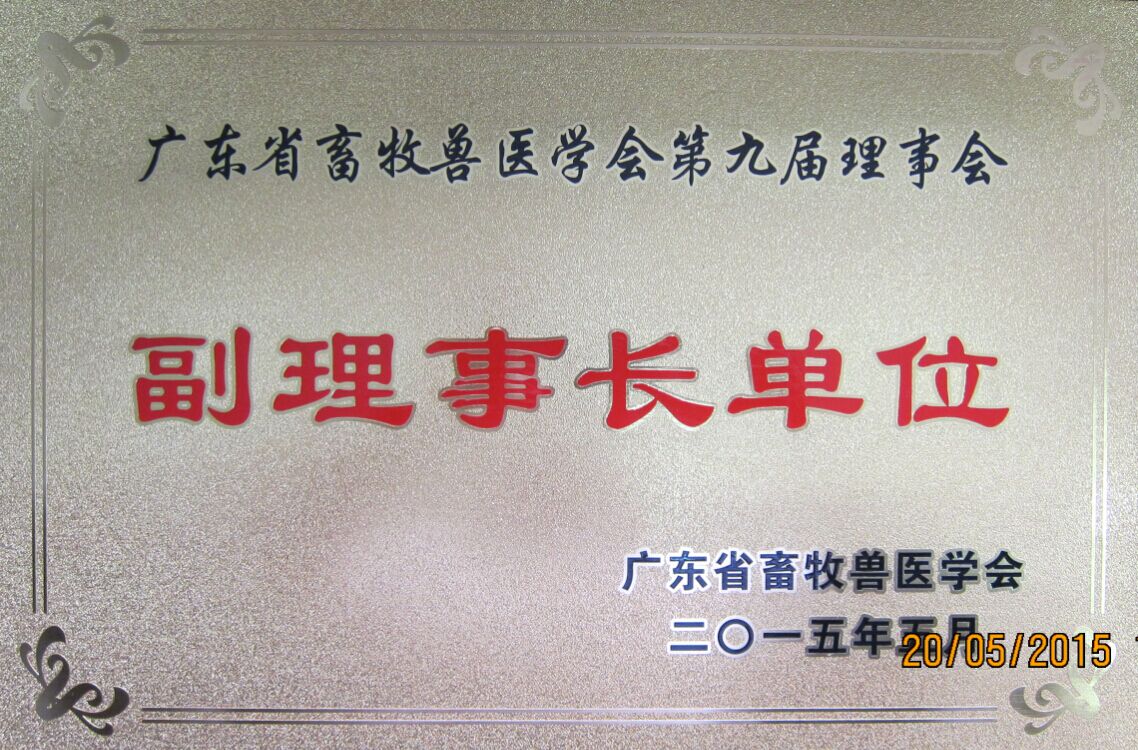 广东省畜牧兽医学会第九届理事会
副理事长单位
广东省畜牧兽医学会
二〇一五年五月
20/05/2015